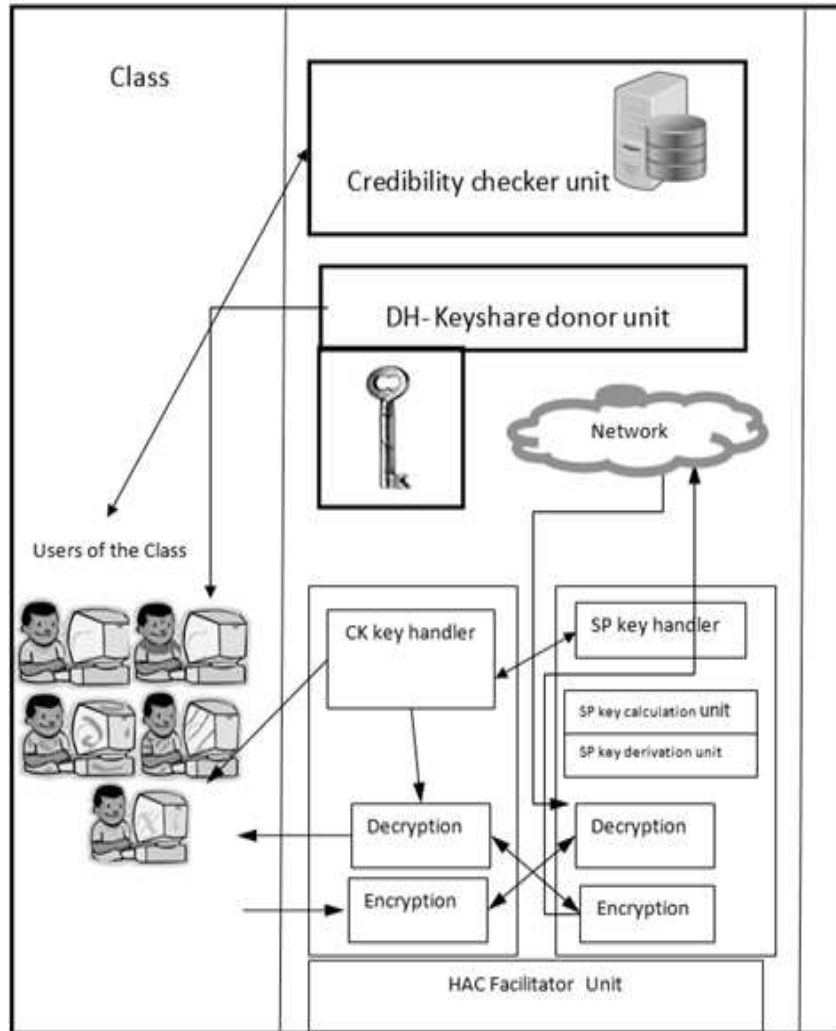 Class
Credibility checker unit
DH- Keyshare donor unit
Network
Users of the Class
CK key handler
SP key handler
SP key calculation unit
SP key derivation unit
Decryption
Decryption
Encryption
Encryption
HAC Facilitator Unit